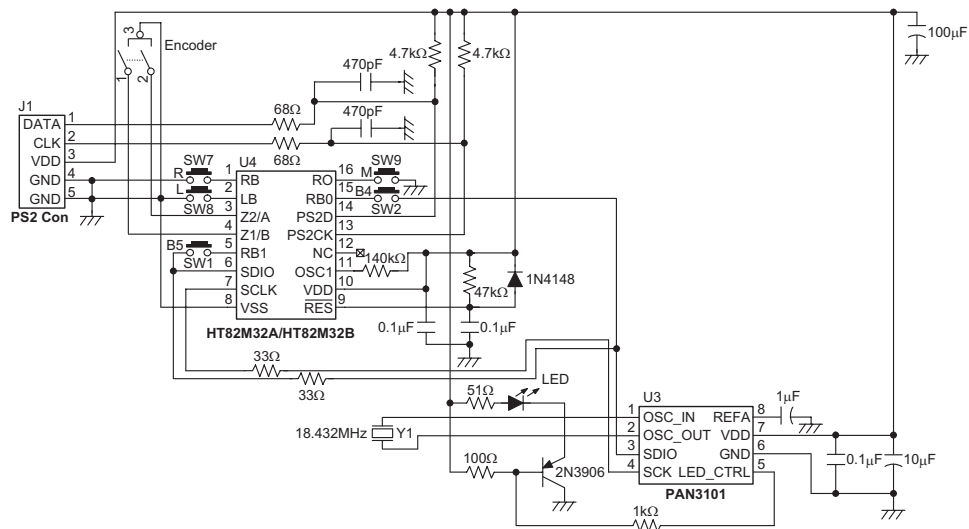 100µF
3
Encoder
4.7kΩ
4.7kΩ
1
2
470pF
J1
DATA 1
68Ω
470pF
CLK 2
VDD 3
68Ω
GND 4
GND 5
PS2 Con
SW7
R
L
SW8
B5
SW1
U4
1 RB
2 LB
3 Z2/A
4 Z1/B
5 RB1
6 SDIO
7 SCLK
8 VSS
RO 16
RB0 15
PS2D 14
PS2CK 13
NC 12
OSC1 11
VDD 10
RES 9
HT82M32A/HT82M32B
SW9
M
B4
SW2
140kΩ
47kΩ
1N4148
0.1µF
0.1µF
33Ω
33Ω
LED
51Ω
18.432MHz
Y1
100Ω
2N3906
1kΩ
U3
1 OSC_IN
2 OSC_OUT
3 SDIO
4 SCK
REFA 8
VDD 7
GND 6
LED_CTRL 5
PAN3101
1µF
0.1µF
10µF